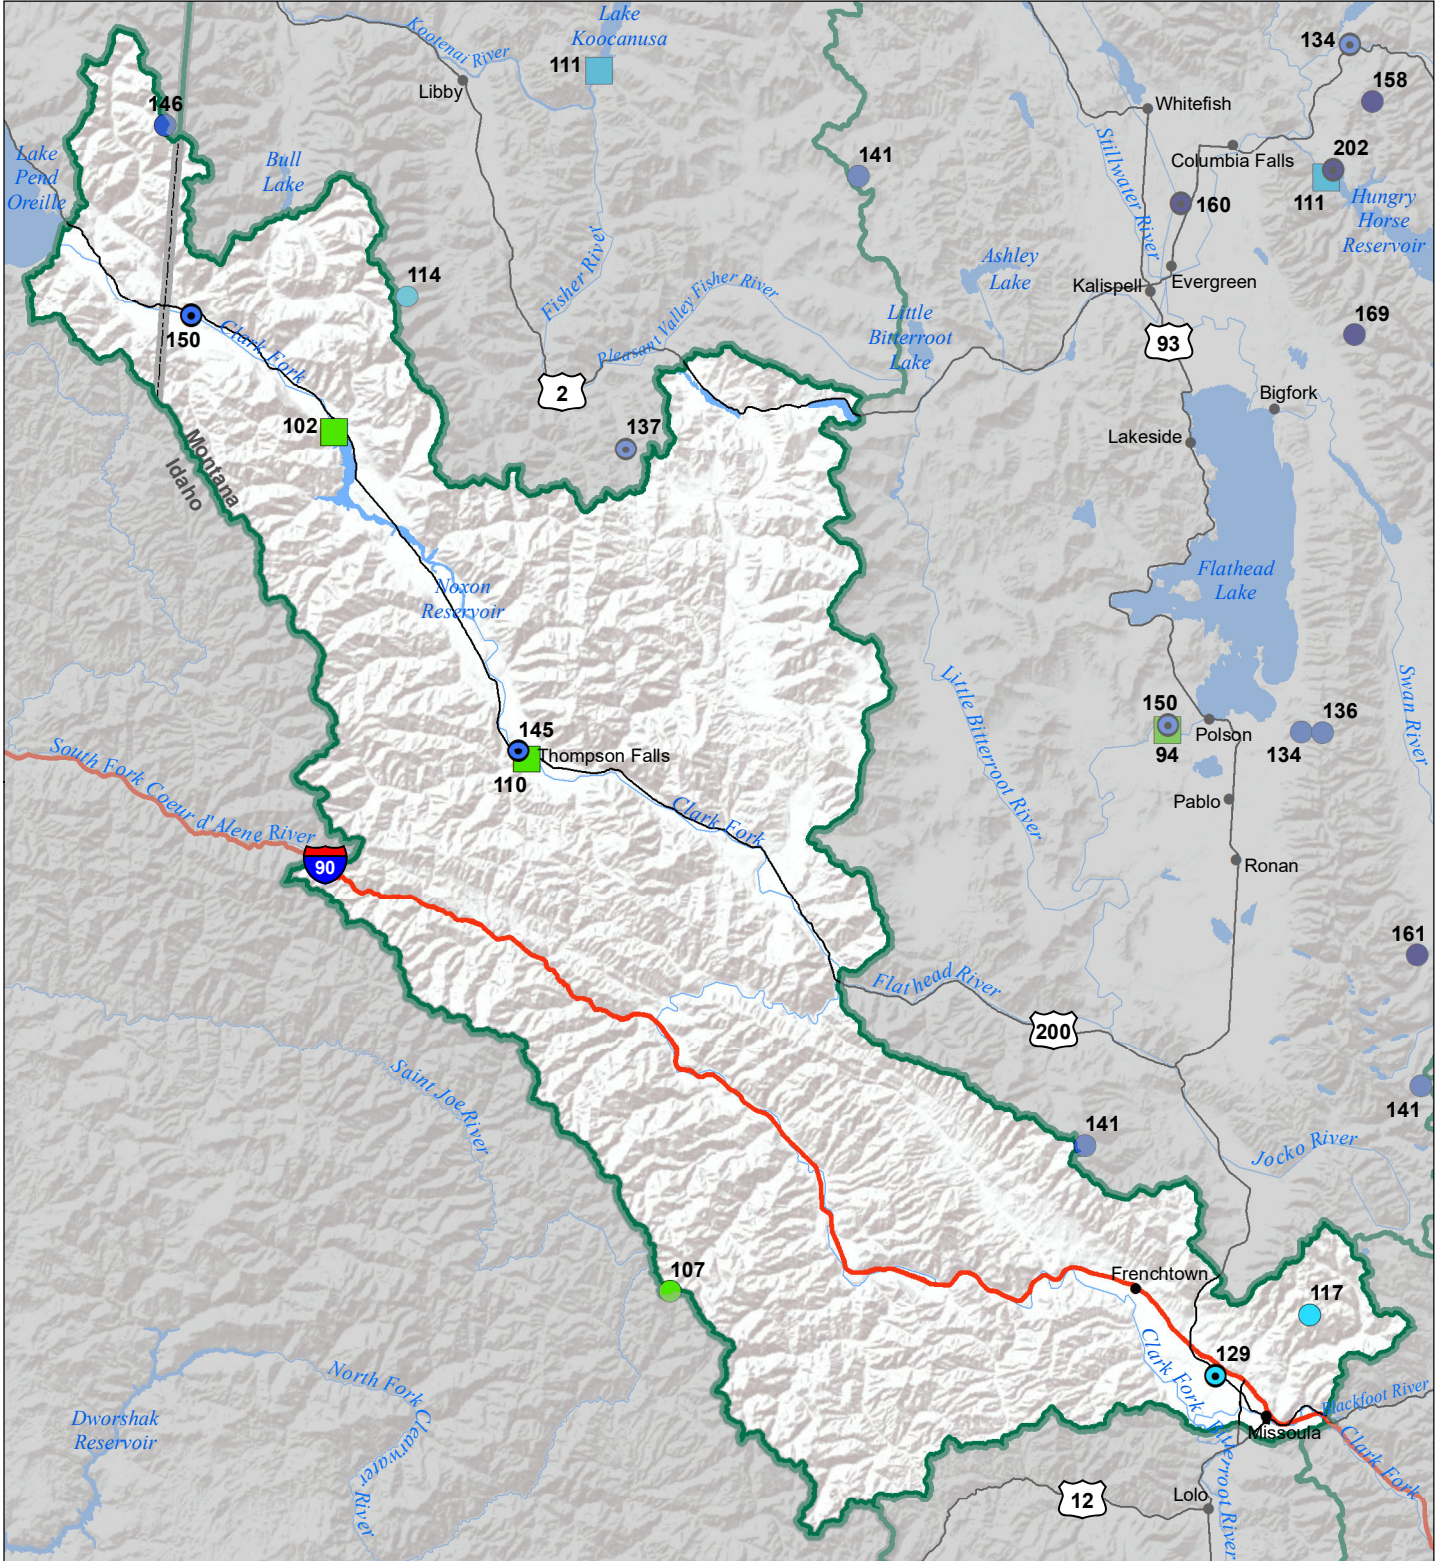 Kootenai River
Lake
Koocanusa
111
Libby
134
158
Whitefish
146
Stillwater River
Columbia Falls
202
111
Lake
Pend
Oreille
Bull
Lake
141
160
Hungry
Horse
Reservoir
Fisher River
Ashley
Lake
114
Pleasant Valley Fisher River
Kalispell
Evergreen
150
Clark Fork
Little
Bitterroot
Lake
93
169
2
Bigfork
102
137
Lakeside
Montana
Idaho
Noxon
Reservoir
Flathead
Lake
Little Bitterroot River
Swan River
150
Polson
94
134
136
145
Thompson Falls
110
South Fork Coeur d'Alene River
Pablo
Clark Fork
90
Ronan
161
Flathead River
200
Saint Joe River
141
141
Jocko River
107
Frenchtown
117
129
Clark Fork
North Fork Clearwater River
Blackfoot River
Dworshak
Reservoir
Missoula
Bitterroot River
Clark Fork
12
Lolo